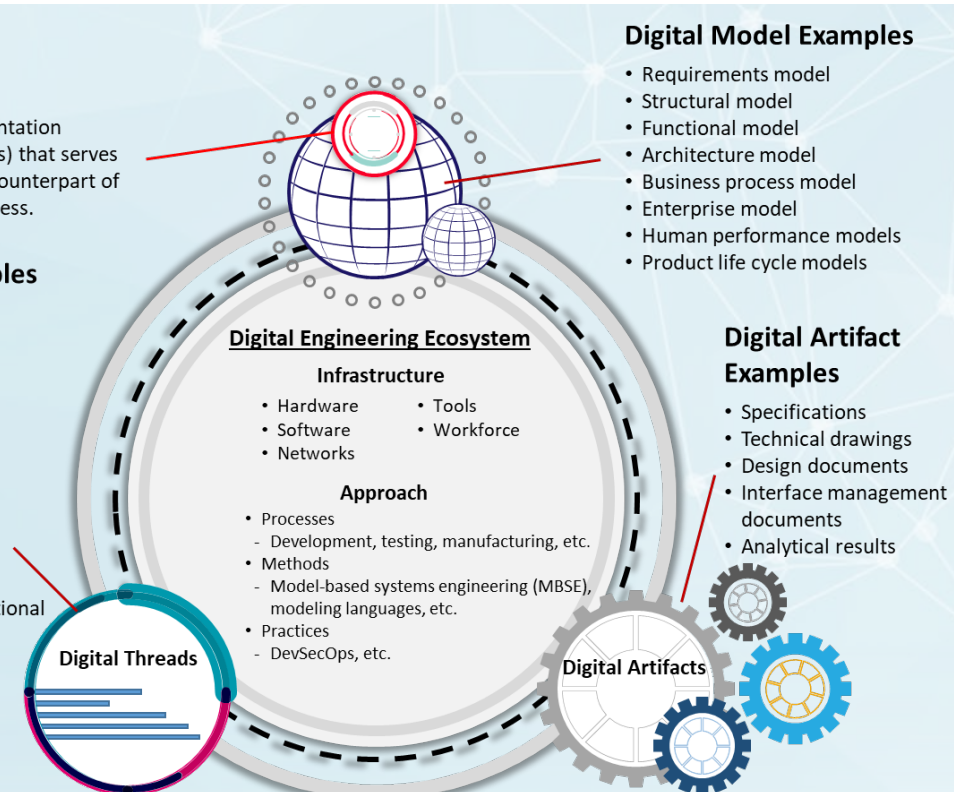 Digital Model Examples
• Requirements model
• Structural model
• Functional model
• Architecture model
• Business process model
• Enterprise model
• Human performance models
• Product life cycle models
ntation
s) that serves
ounterpart of
ess.
les
Digital Engineering Ecosystem
Infrastructure
• Hardware
• Software
• Networks
• Tools
• Workforce
Approach
• Processes
- Development, testing, manufacturing, etc.
• Methods
- Model-based systems engineering (MBSE),
modeling languages, etc.
• Practices
- DevSecOps, etc.
Digital Artifact
Examples
• Specifications
• Technical drawings
• Design documents
• Interface management
documents
• Analytical results
tional
Digital Threads
Digital Artifacts